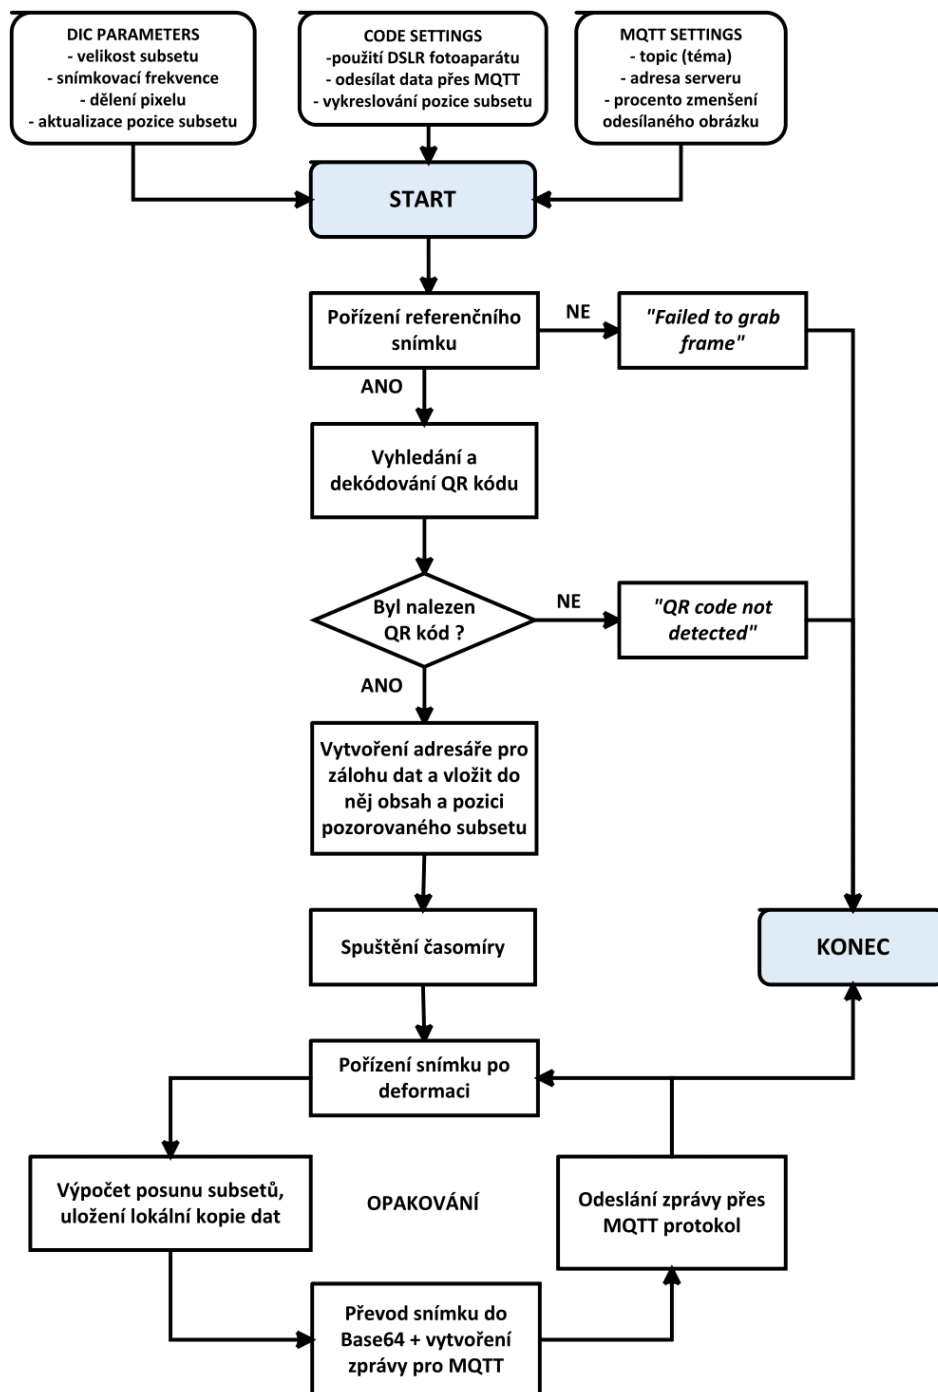 DIC PARAMETERS
- velikost subsetu
- snímkovací frekvence
- dělení pixelu
- aktualizace pozice subsetu
CODE SETTINGS
-použití DSLR fotoaparátu
- odesílat data přes MQTT
- vykreslování pozice subsetu
MQTT SETTINGS
- topic (téma)
- adresa serveru
- procento zmenšení
odesílaného obrázku
START
Pořízení referenčního
snímku
NE
"Failed to grab
frame"
ANO
Vyhledání a
dekódování QR kódu
Byl nalezen
QR kód ?
NE
"QR code not
detected"
ANO
Vytvoření adresáře pro
zálohu dat a vložit do
něj obsah a pozici
pozorovaného subsetu
Spuštění časomíry
KONEC
Pořízení snímku po
deformaci
Výpočet posunu subsetů,
uložení lokální kopie dat
OPAKOVÁNÍ
Odeslání zprávy přes
MQTT protokol
Převod snímku do
Base64 + vytvoření
zprávy pro MQTT